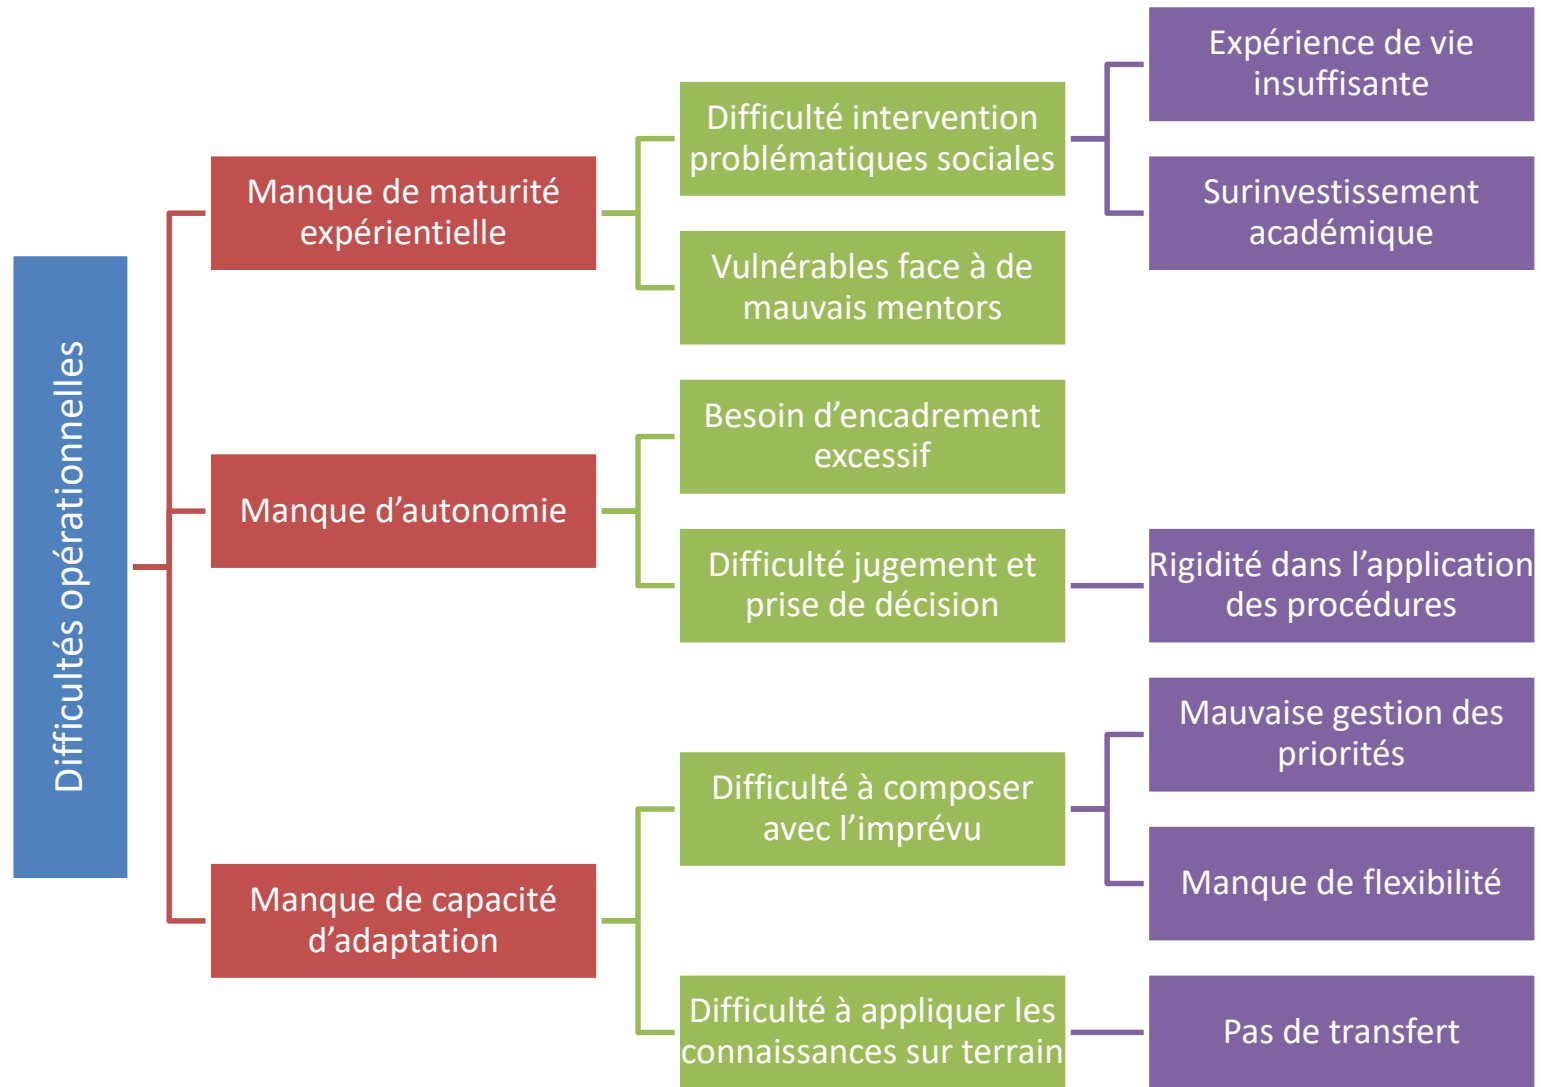 Difficultés opérationnelles
Manque de maturité
expérientielle
Difficulté intervention
problématiques sociales
Expérience de vie
insuffisante
Surinvestissement
académique
Vulnérables face à de
mauvais mentors
Manque d’autonomie
Besoin d’encadrement
excessif
Difficulté jugement et
prise de décision
Rigidité dans l’application
des procédures
Manque de capacité
d’adaptation
Difficulté à composer
avec l’imprévu
Mauvaise gestion des
priorités
Manque de flexibilité
Difficulté à appliquer les
connaissances sur terrain
Pas de transfert